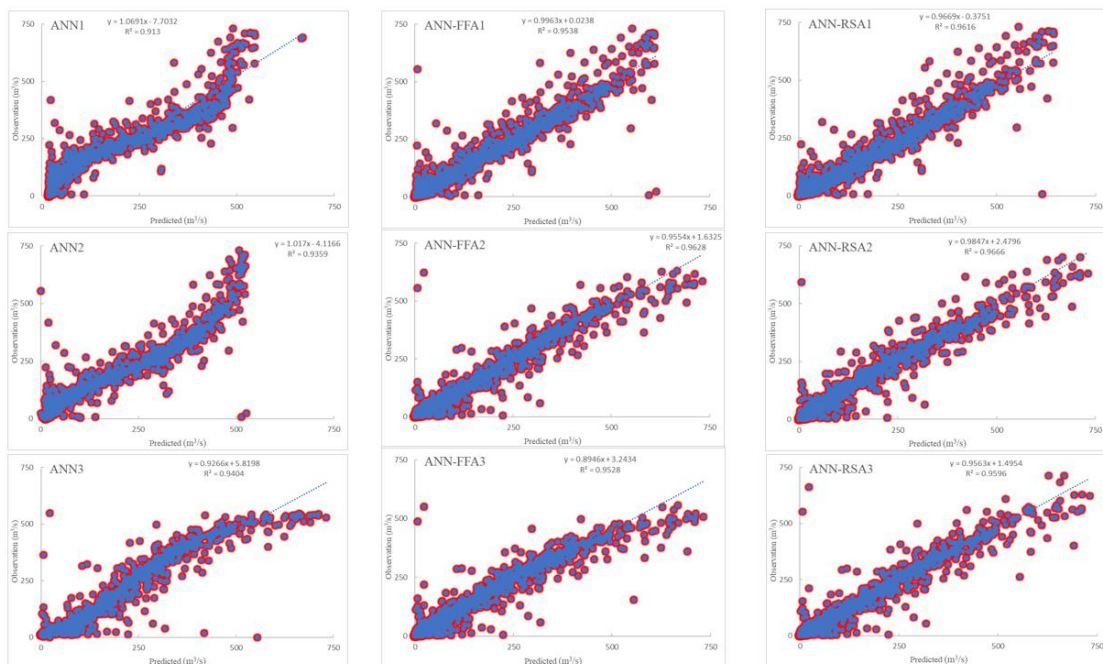 ANN1
y = 1.0691x - 7.7032
R² = 0.913
Observation (m³/s)
750
500
250
0
0 250 500 750
Predicted (m³/s)
ANN-FFA1
y = 0.9963x + 0.0238
R² = 0.9538
Observation (m³/s)
750
500
250
0
0 250 500 750
Predicted (m³/s)
ANN-RSA1
y = 0.9669x - 0.3751
R² = 0.9616
Observation (m³/s)
750
500
250
0
0 250 500 750
Predicted (m³/s)
ANN2
y = 1.017x - 4.1166
R² = 0.9359
Observation (m³/s)
750
500
250
0
0 250 500 750
Predicted (m³/s)
ANN-FFA2
y = 0.9554x + 1.6325
R² = 0.9628
Observation (m³/s)
750
500
250
0
0 250 500 750
Predicted (m³/s)
ANN-RSA2
y = 0.9847x + 2.4796
R² = 0.9666
Observation (m³/s)
750
500
250
0
0 250 500 750
Predicted (m³/s)
ANN3
y = 0.9266x + 5.8198
R² = 0.9404
Observation (m³/s)
750
500
250
0
0 250 500 750
Predicted (m³/s)
ANN-FFA3
y = 0.8946x + 3.2434
R² = 0.9528
Observation (m³/s)
750
500
250
0
0 250 500 750
Predicted (m³/s)
ANN-RSA3
y = 0.9563x + 1.4954
R² = 0.9596
Observation (m³/s)
750
500
250
0
0 250 500 750
Predicted (m³/s)